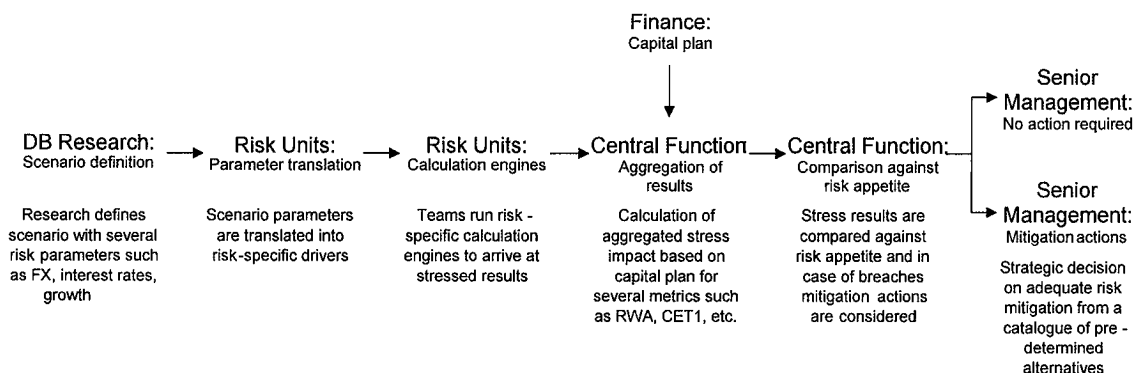 Finance:
Capital plan
DB Research:
Scenario definition
Research defines
scenario with several
risk parameters such
as FX, interest rates,
growth
Risk Units:
Parameter translation
Scenario parameters
are translated into
risk-specific drivers
Risk Units:
Calculation engines
Teams run risk -
specific calculation
engines to arrive at
stressed results
Central Function
Aggregation of
results
Calculation of
aggregated stress
impact based on
capital plan for
several metrics such
as RWA, CET1, etc.
Central Function:
Comparison against
risk appetite
Stress results are
compared against
risk appetite and in
case of breaches
mitigation actions
are considered
Senior
Management:
No action required
Senior
Management:
Mitigation actions
Strategic decision
on adequate risk
mitigation from a
catalogue of pre -
determined
alternatives